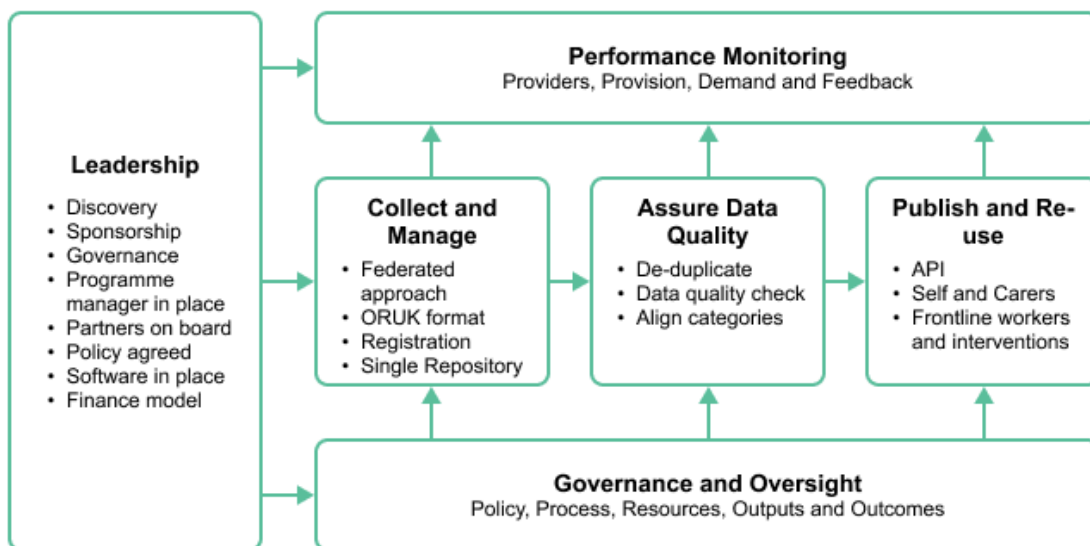 Performance Monitoring
Providers, Provision, Demand and Feedback
Leadership
• Discovery
• Sponsorship
• Governance
• Programme
manager in place
• Partners on board
• Policy agreed
• Software in place
• Finance model
Collect and
Manage
• Federated
approach
• ORUK format
• Registration
• Single Repository
Assure Data
Quality
• De-duplicate
• Data quality check
• Align categories
Publish and Re-
use
• API
• Self and Carers
• Frontline workers
and interventions
Governance and Oversight
Policy, Process, Resources, Outputs and Outcomes